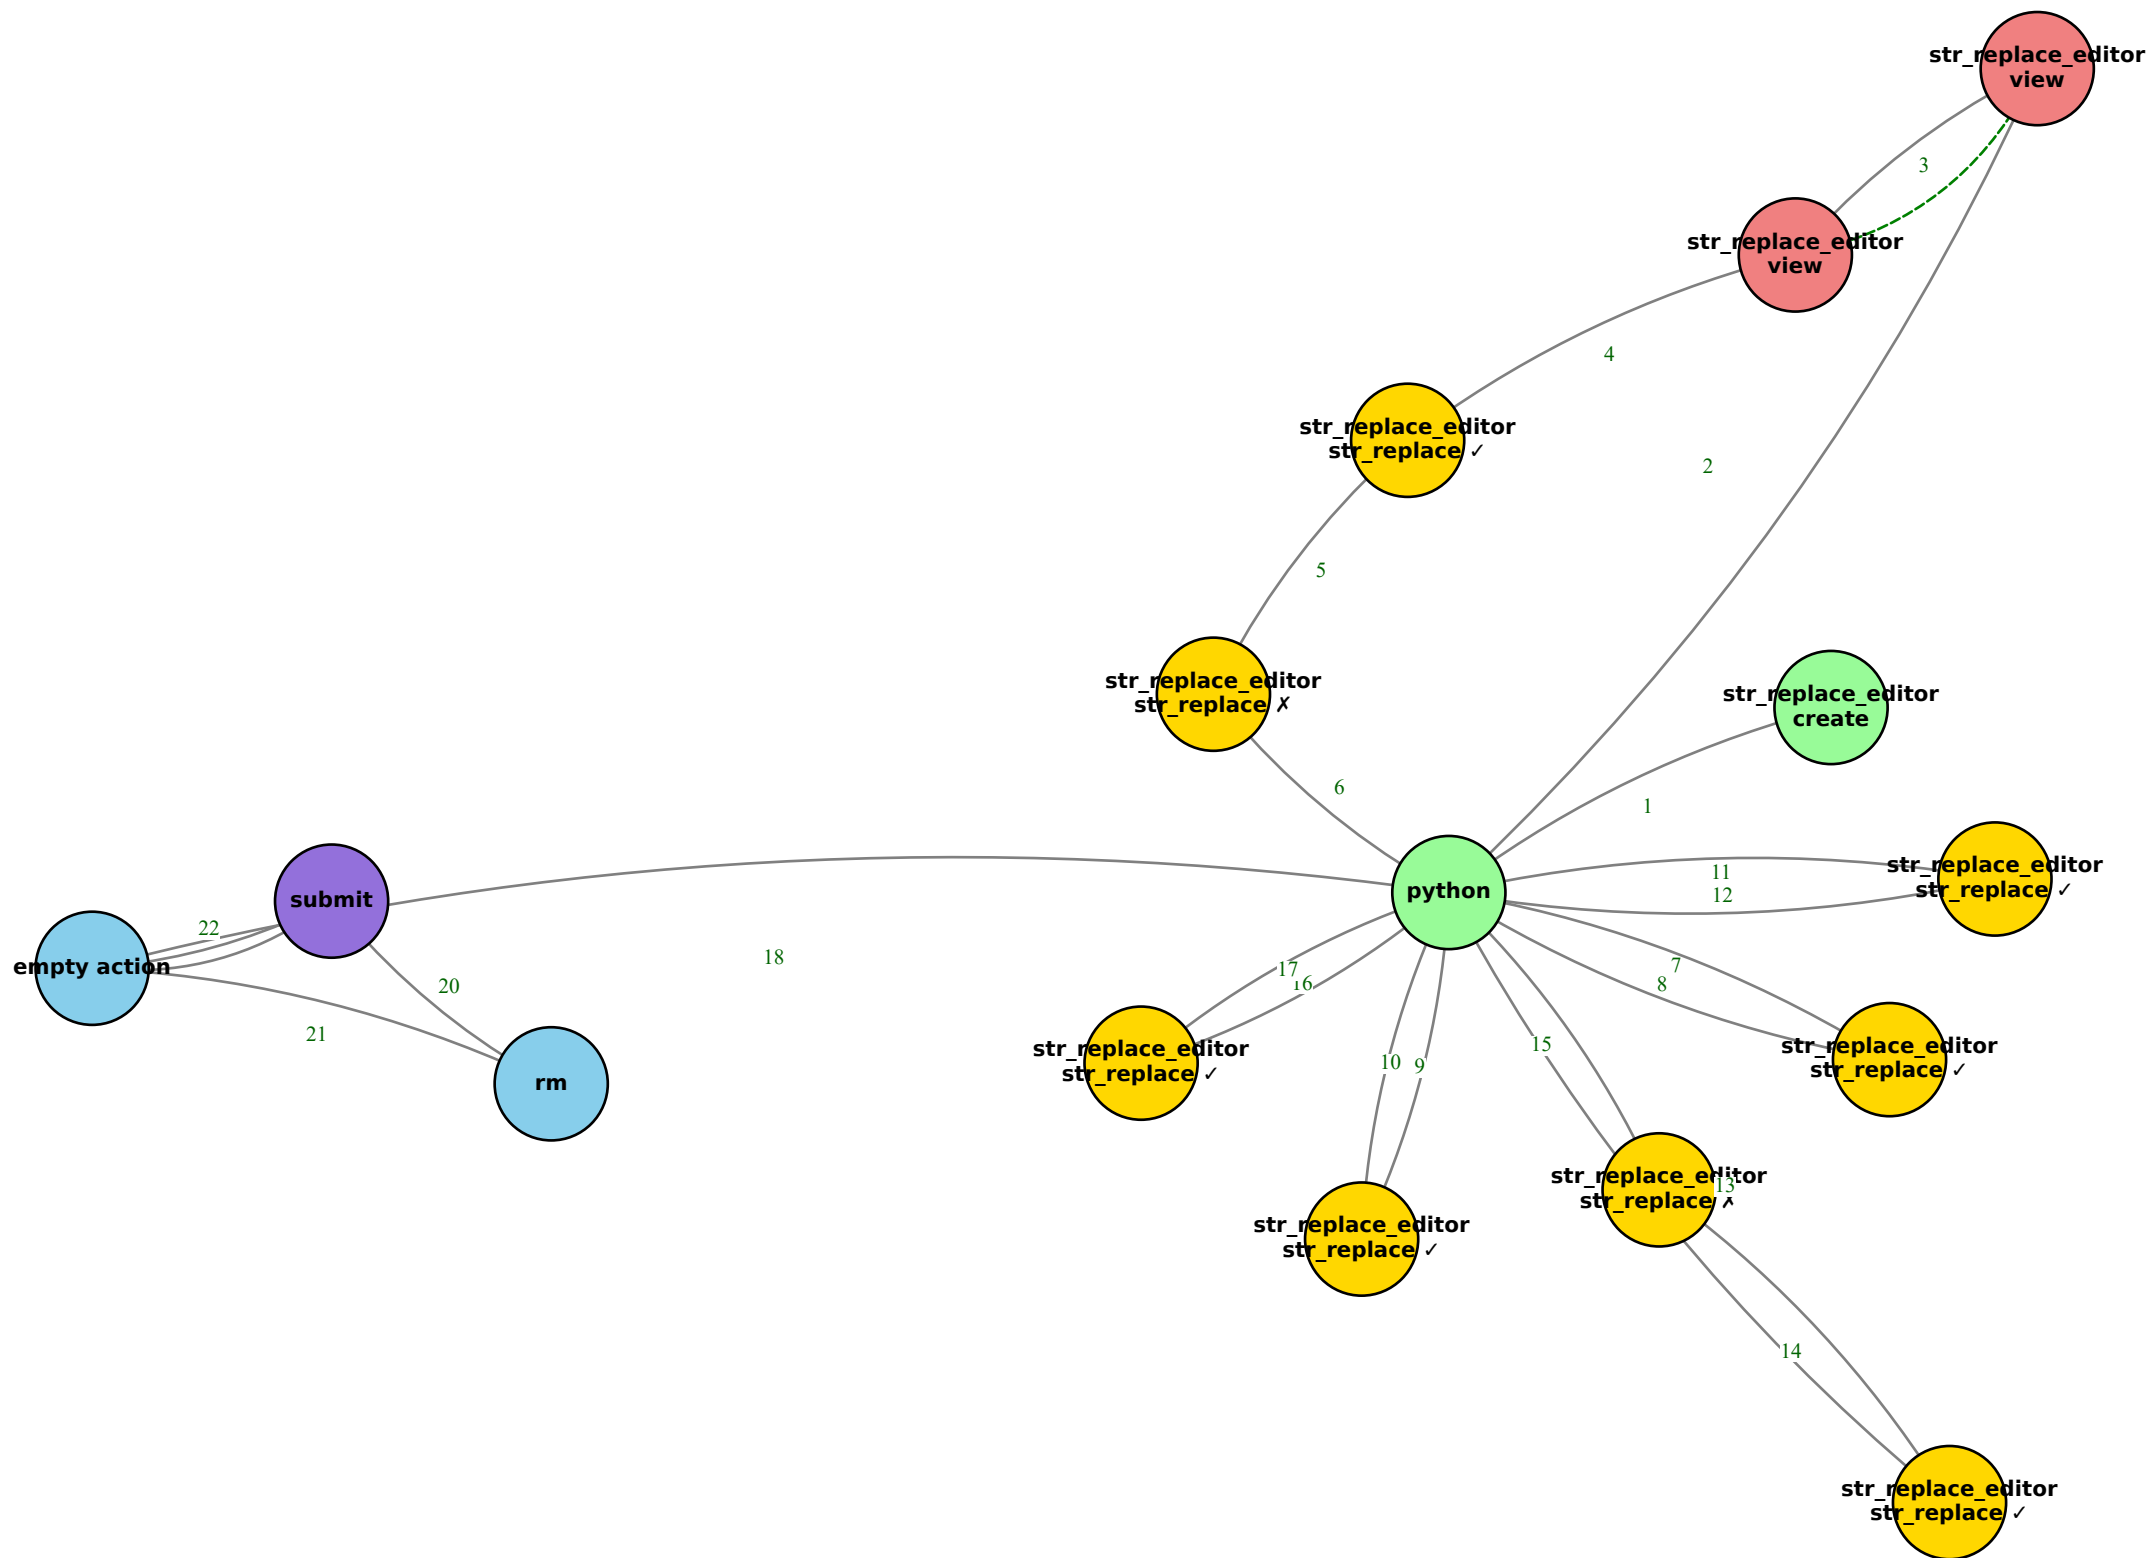 str_replace_editor
view
3
str_replace_editor
view
4
str_replace_editor
str_replace ✓
2
5
str_replace_editor
str_replace ✗
str_replace_editor
create
6
1
str_replace_editor
str_replace ✓
11
12
submit
python
22
empty action
20
18
21
rm
17
16
7
8
str_replace_editor
str_replace ✓
str_replace_editor
str_replace ✓
10
9
15
str_replace_editor
str_replace ✗
13
str_replace_editor
str_replace ✓
14
str_replace_editor
str_replace ✓